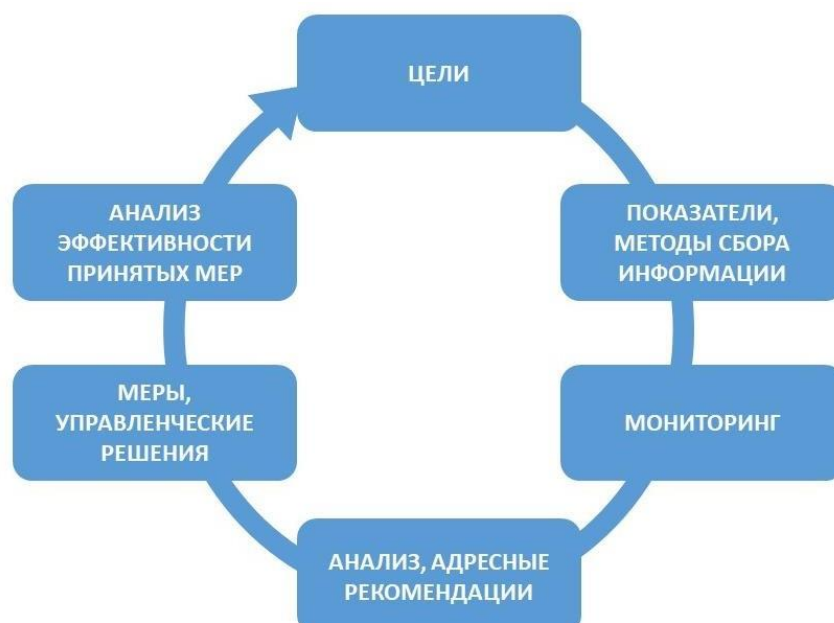 ЦЕЛИ
ПОКАЗАТЕЛИ,
МЕТОДЫ СБОРА
ИНФОРМАЦИИ
МОНИТОРИНГ
АНАЛИЗ, АДРЕСНЫЕ
РЕКОМЕНДАЦИИ
МЕРЫ,
УПРАВЛЕНЧЕСКИЕ
РЕШЕНИЯ
АНАЛИЗ
ЭФФЕКТИВНОСТИ
ПРИНЯТЫХ МЕР